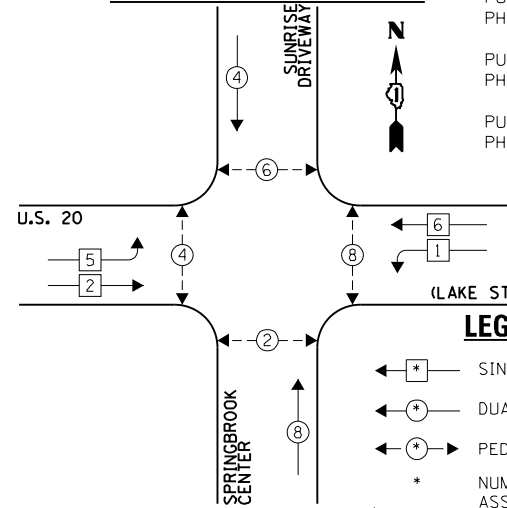 PH
PU
PH
PU
PH
N
1
SUNRISE
DRIVEWAY
4
6
U.S. 20
5
2
4
8
6
1
(LAKE ST
2
SPRINGBROOK
CENTER
8
LEG
* SIN
* DUA
* PED
* NUM
ASS